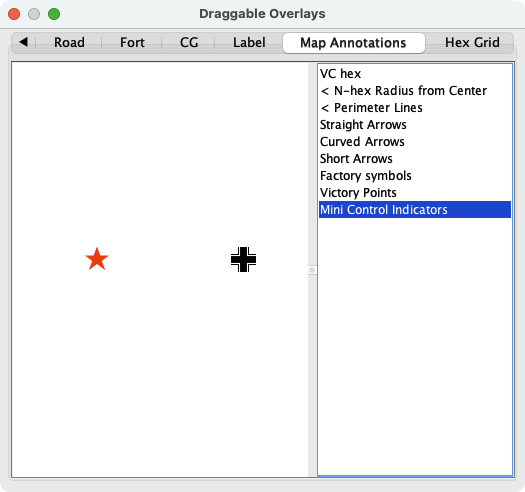 Draggable Overlays
Road Fort CG Label Map Annotations Hex Grid
VC hex
< N-hex Radius from Center
< Perimeter Lines
Straight Arrows
Curved Arrows
Short Arrows
Factory symbols
Victory Points
Mini Control Indicators